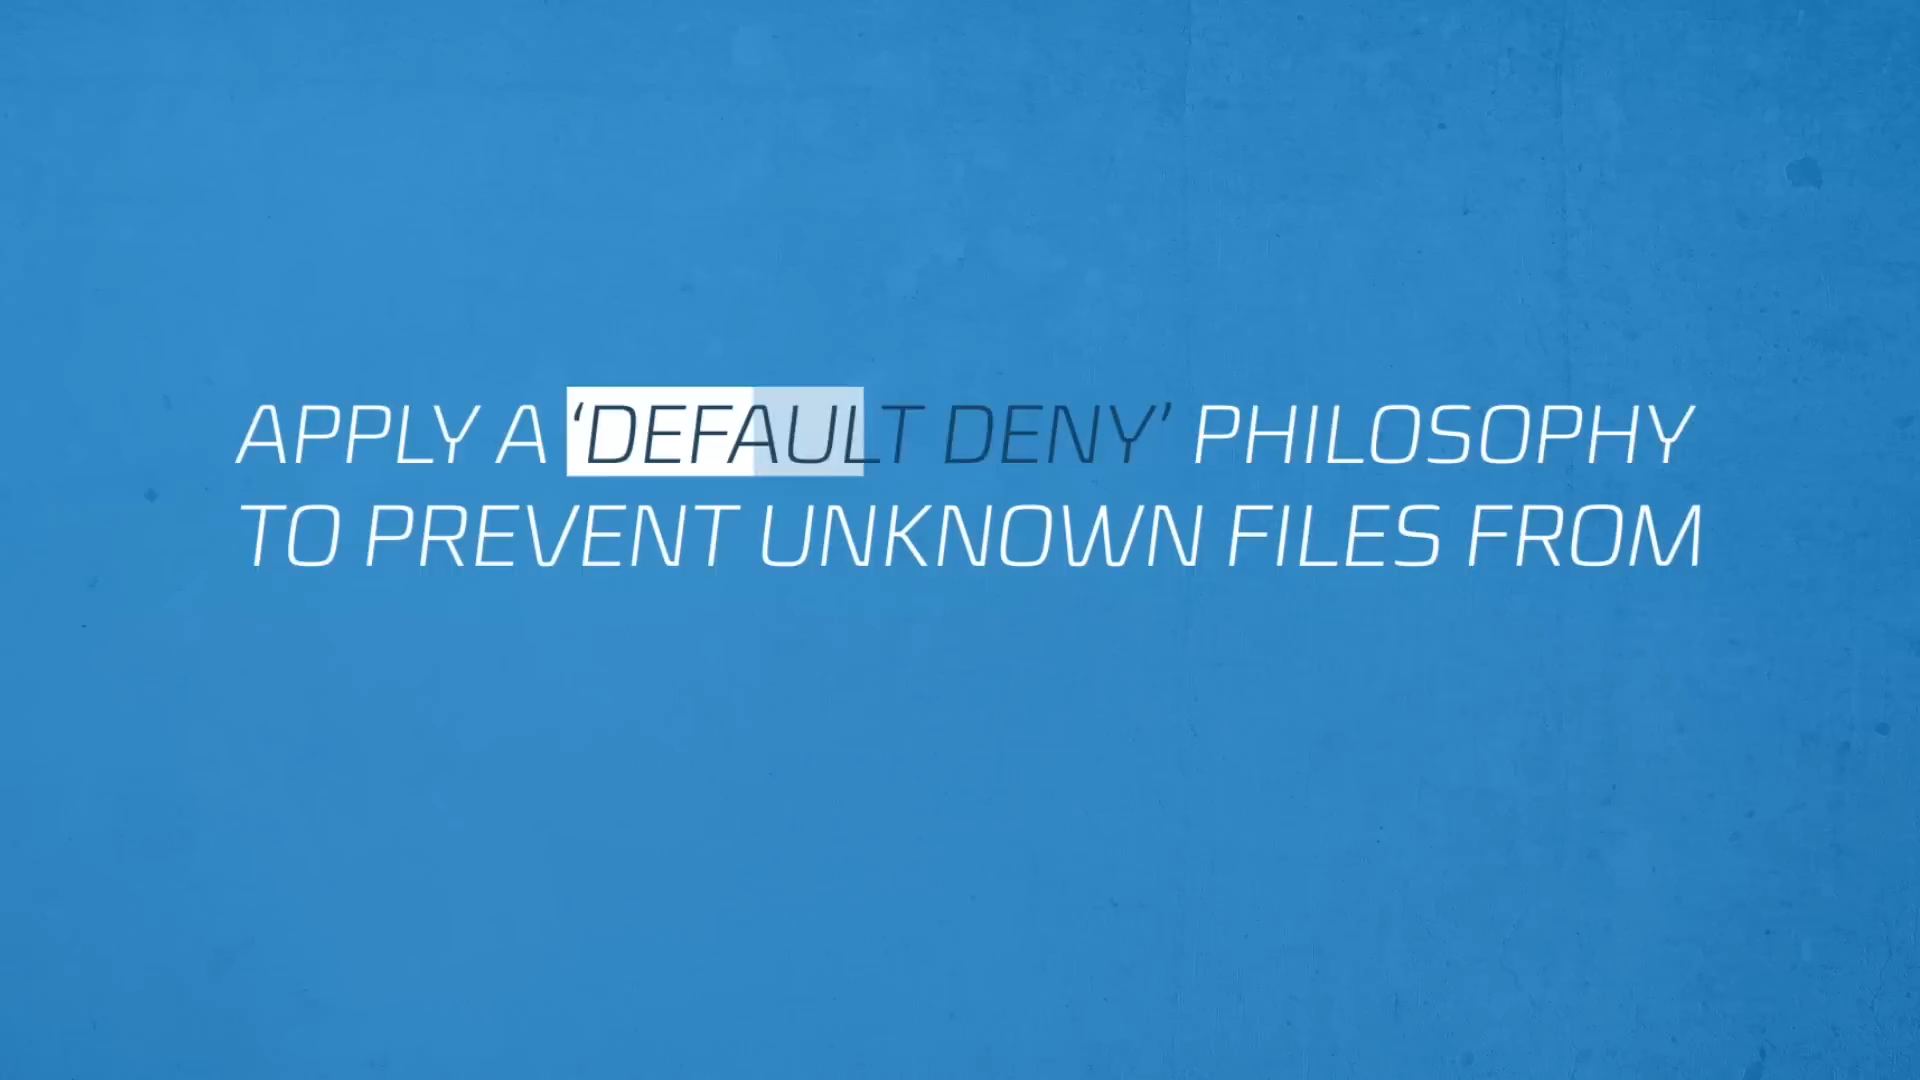 APPLY A ‘DEFAULT DENY’ PHILOSOPHY
TO PREVENT UNKNOWN FILES FROM